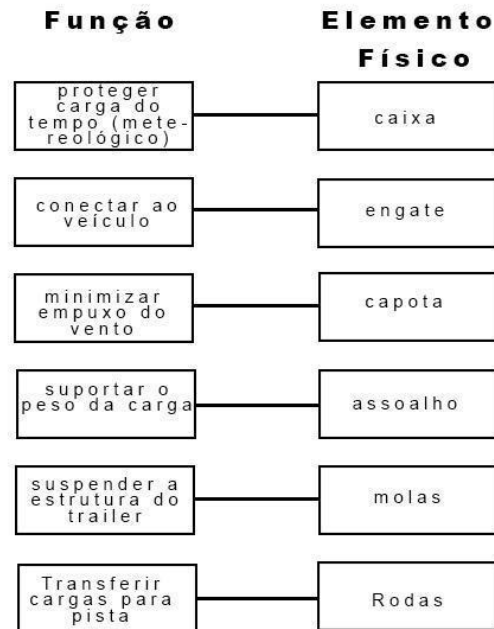 Função
Elemento
Físico
proteger
carga do
tempo (mete-
reológico)
caixa
conectar ao
veículo
engate
minimizar
empuxo do
vento
capota
suportar o
peso da carga
assoalho
suspender a
estrutura do
trailer
molas
Transferir
cargas para
pista
Rodas